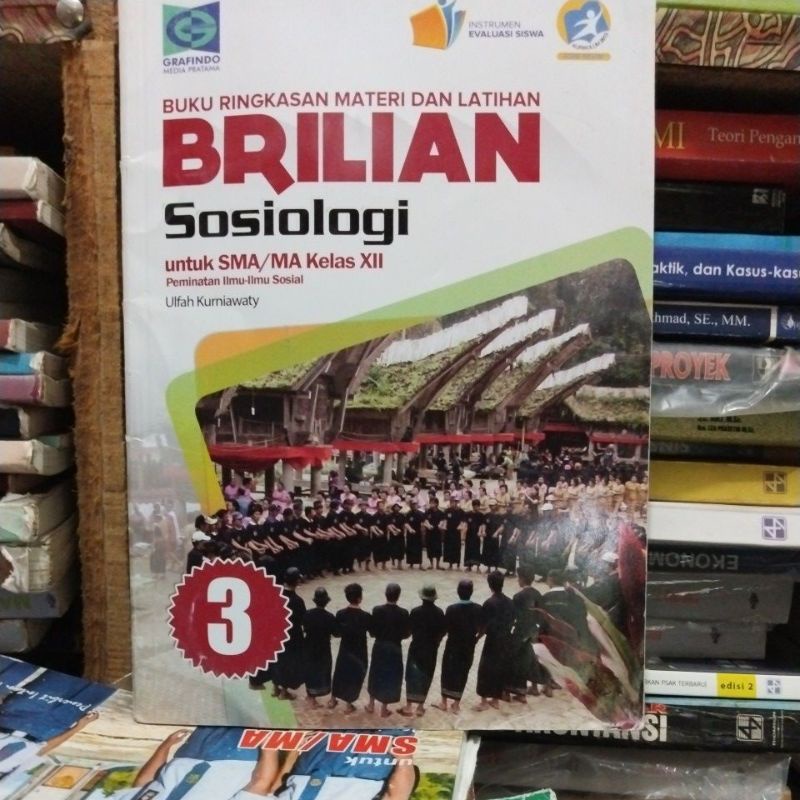 GRAFINDO
MEDIA PRATAMA
INSTRUMEN
EVALUASI SISWA
BUKU RINGKASAN MATERI DAN LATIHAN
BRILIAN
Sosiologi
untuk SMA/MA Kelas XII
Peminatan Ilmu-Ilmu Sosial
Ulfah Kurniawaty
3
MI Teori Pengan
aktik, dan Kasus-kasu
hmad, SE., MM.
PROYEK
EKONOM
edisi 2
untuk
SMA/MA